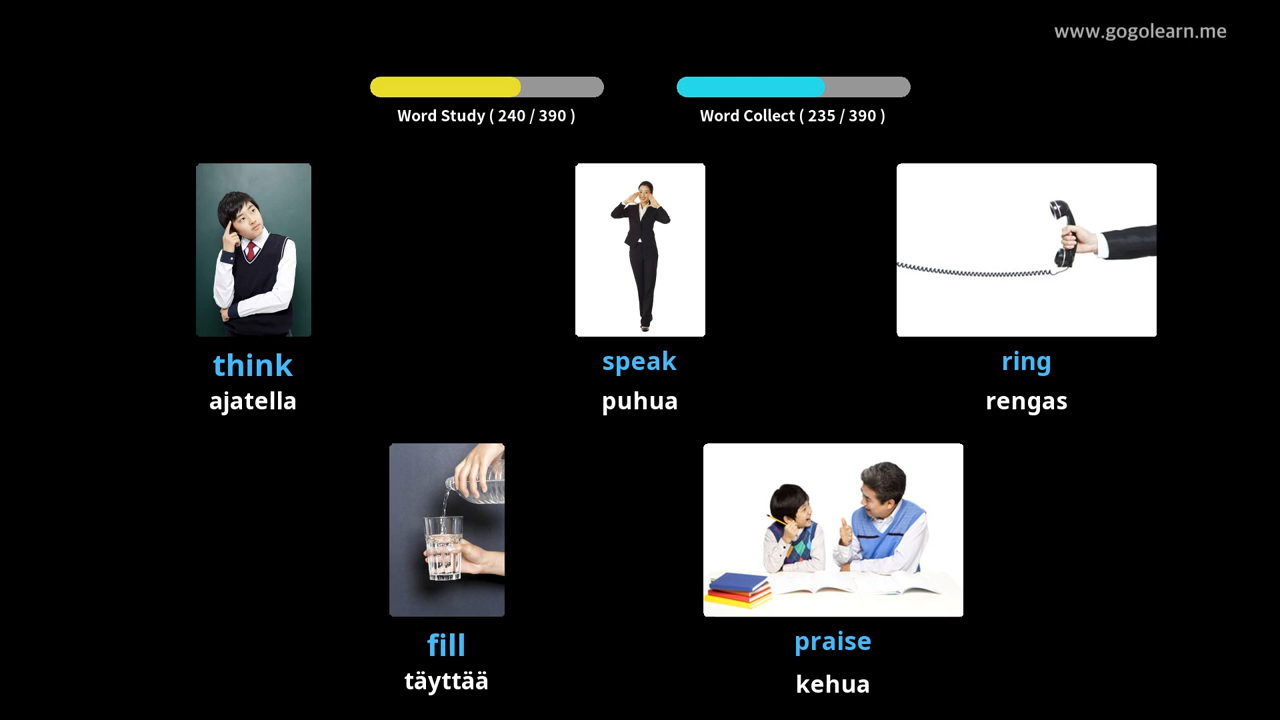 www.gogolearn.me
Word Study ( 240 / 390 )
Word Collect ( 235 / 390 )
think
ajatella
speak
puhua
ring
rengas
fill
täyttää
praise
kehua